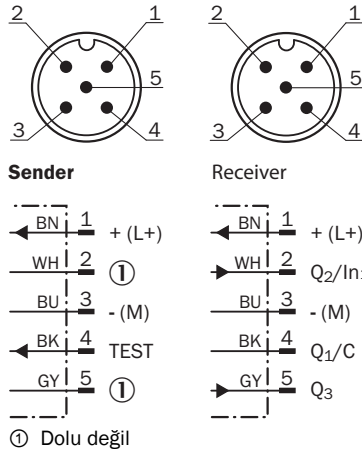 2 1 2 1
5 5
3 4 3 4
Sender Receiver
BN 1 + (L+) BN 1 + (L+)
WH 2 ① WH 2 Q₂/In
BU 3 - (M) BU 3 - (M)
BK 4 TEST BK 4 Q₁/C
GY 5 ① GY 5 Q₃
① Dolu değil